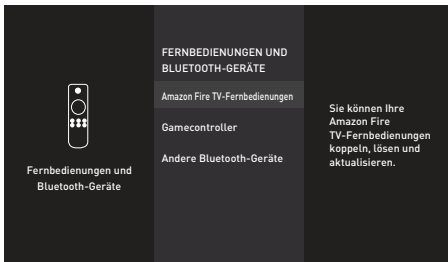 Fernbedienungen und
Bluetooth-Geräte
FERNBEDIENUNGEN UND
BLUETOOTH-GERÄTE
Amazon Fire TV-Fernbedienungen
Gamecontroller
Andere Bluetooth-Geräte
Sie können Ihre
Amazon Fire
TV-Fernbedienungen
koppeln, lösen und
aktualisieren.